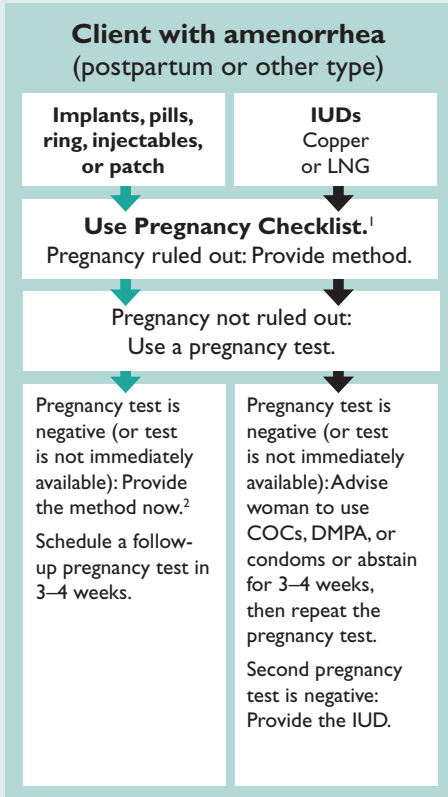 Client with amenorrhea
(postpartum or other type)
Implants, pills,
ring, injectables,
or patch
IUDs
Copper
or LNG
Use Pregnancy Checklist.1
Pregnancy ruled out: Provide method.
Pregnancy not ruled out:
Use a pregnancy test.
Pregnancy test is
negative (or test
is not immediately
available): Provide
the method now.2
Schedule a follow-
up pregnancy test in
3–4 weeks.
Pregnancy test is
negative (or test
is not immediately
available): Advise
woman to use
COCs, DMPA, or
condoms or abstain
for 3–4 weeks,
then repeat the
pregnancy test.
Second pregnancy
test is negative:
Provide the IUD.